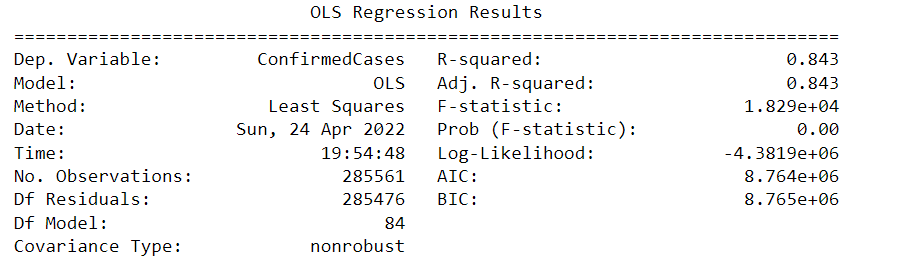 OLS Regression Results
==============================================================================
Dep. Variable: ConfirmedCases R-squared: 0.843
Model: OLS Adj. R-squared: 0.843
Method: Least Squares F-statistic: 1.829e+04
Date: Sun, 24 Apr 2022 Prob (F-statistic): 0.00
Time: 19:54:48 Log-Likelihood: -4.3819e+06
No. Observations: 285561 AIC: 8.764e+06
Df Residuals: 285476 BIC: 8.765e+06
Df Model: 84
Covariance Type: nonrobust